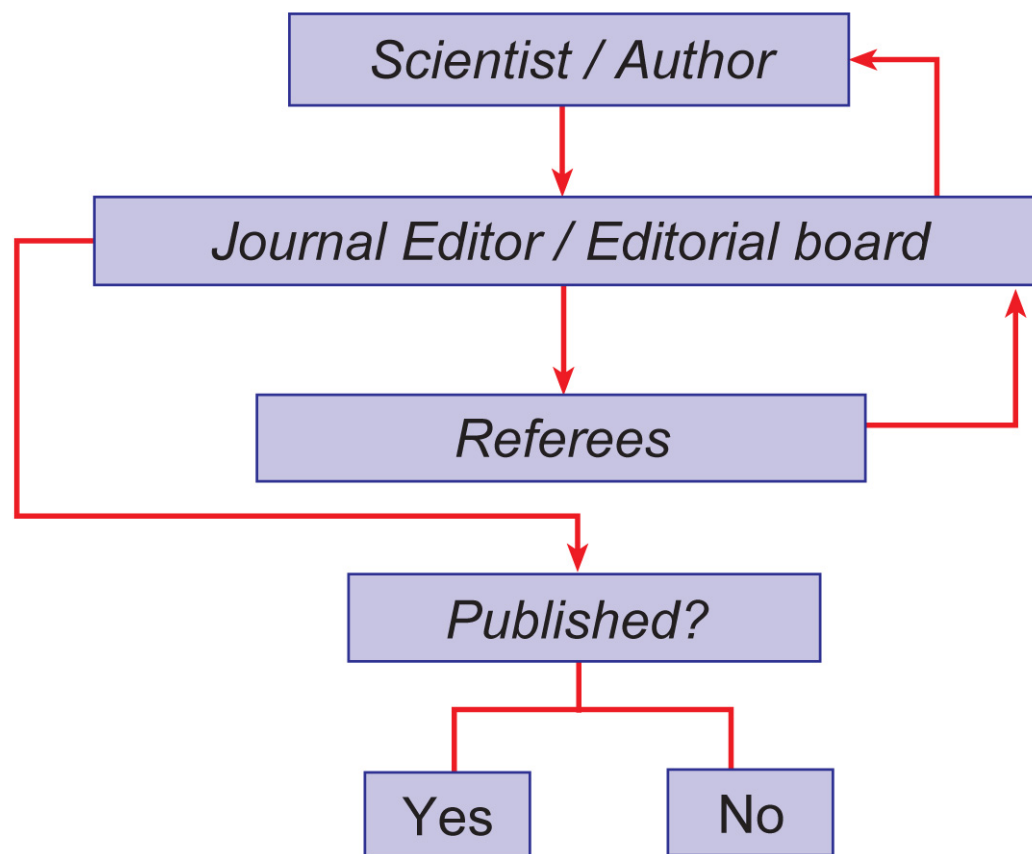 Scientist / Author
Journal Editor / Editorial board
Referees
Published?
Yes
No